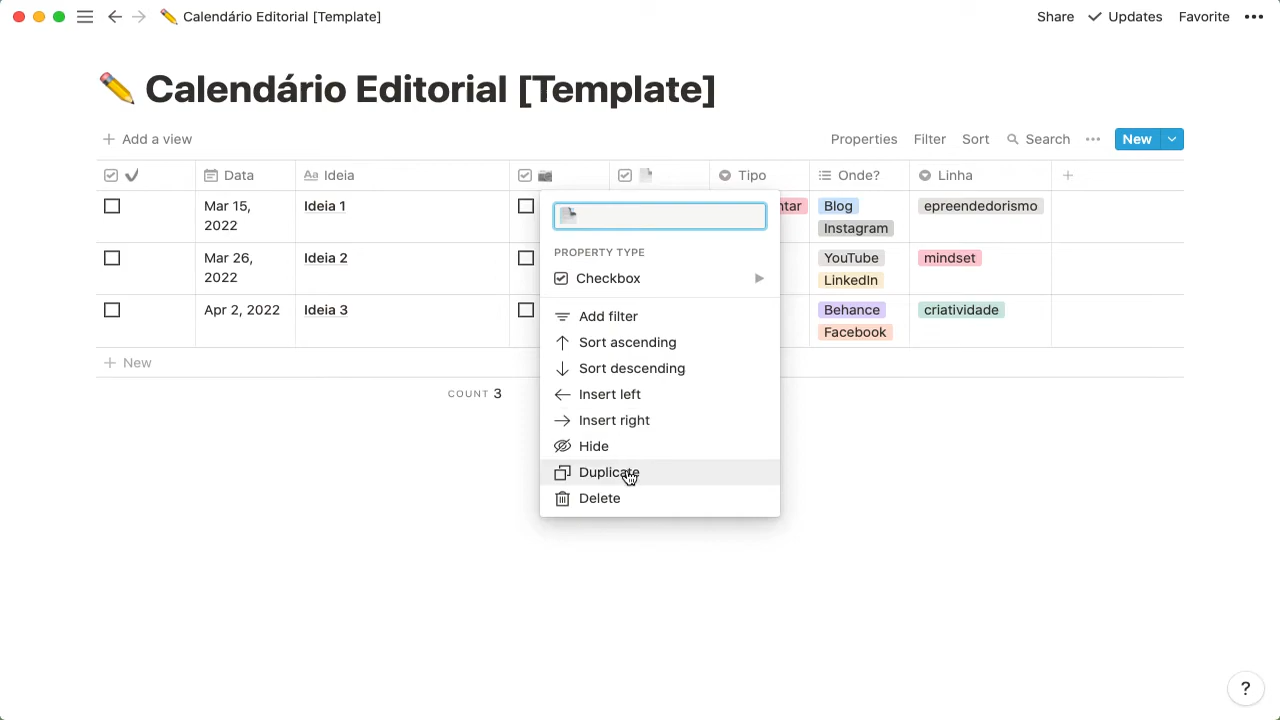 Calendário Editorial [Template]
Share Updates Favorite
Calendário Editorial [Template]
Add a view
Properties Filter Sort Search New
Data Aa Ideia Tipo Onde? Linha
Mar 15, 2022
Ideia 1
ntar
Blog
Instagram
epreendedorismo
Mar 26, 2022
Ideia 2
YouTube
LinkedIn
mindset
Apr 2, 2022
Ideia 3
Behance
Facebook
criatividade
New
COUNT 3
PROPERTY TYPE
Checkbox
Add filter
Sort ascending
Sort descending
Insert left
Insert right
Hide
Duplicate
Delete
?